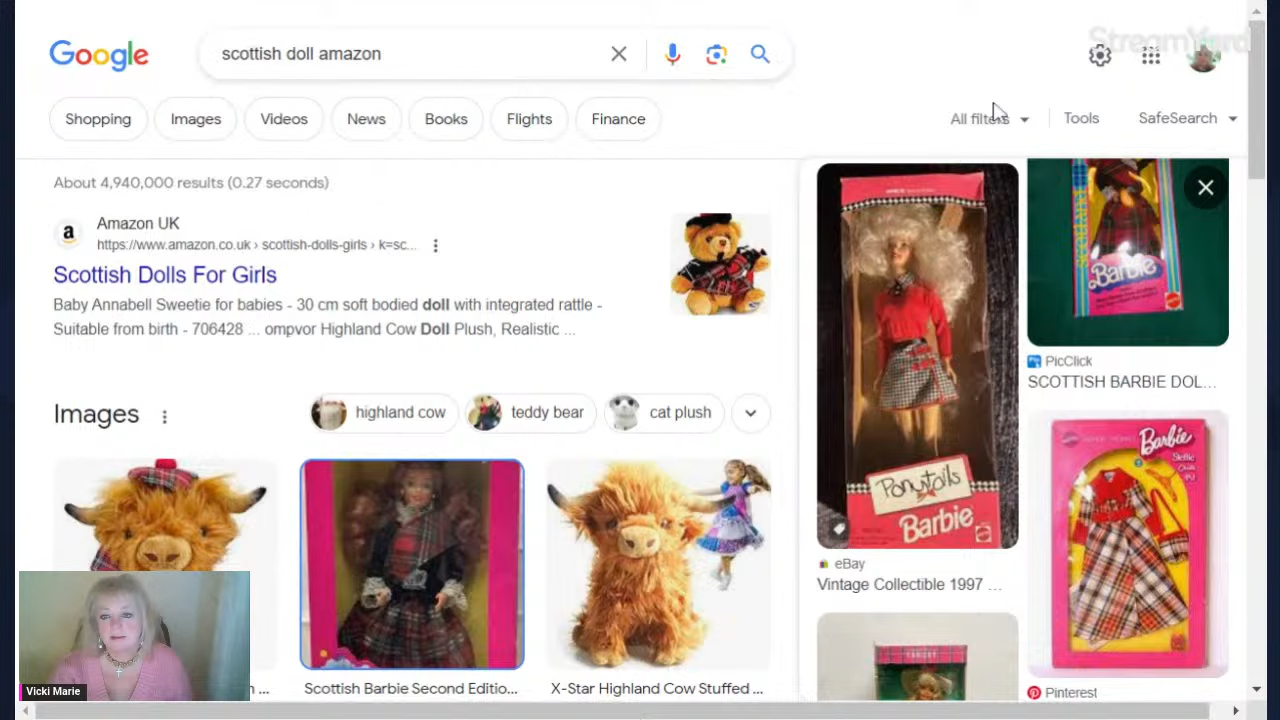 Google
scottish doll amazon
StreamYard
Shopping
Images
Videos
News
Books
Flights
Finance
All filters
Tools
SafeSearch
About 4,940,000 results (0.27 seconds)
a
Amazon UK
https://www.amazon.co.uk › scottish-dolls-girls › k=sc...
Scottish Dolls For Girls
Baby Annabell Sweetie for babies - 30 cm soft bodied doll with integrated rattle -
Suitable from birth - 706428 ... ompvor Highland Cow Doll Plush, Realistic ...
Images
highland cow
teddy bear
cat plush
n ...
Scottish Barbie Second Editio...
X-Star Highland Cow Stuffed ...
Vicki Marie
Ponytails
Barbie
eBay
Vintage Collectible 1997 ...
Barbie
PicClick
SCOTTISH BARBIE DOL...
Barbie
Pinterest